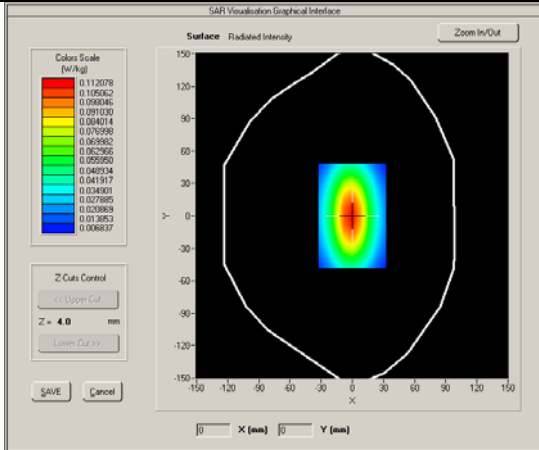 SAR Visualisation Graphical Interface
Surface Radiated Intensity
Zoom In/Out
Colors Scale
(W/kg)
0.112078
0.105062
0.098046
0.091030
0.084014
0.076998
0.069982
0.062966
0.055950
0.048934
0.041917
0.034901
0.027885
0.020869
0.013853
0.006837
Z-Cuts Control
<< Upper Cut
Z = 4.0 mm
Lower Cut >>
SAVE Cancel
150
120
90
60
30
0
-30
-60
-90
-120
-150
Y
-150 -120 -90 -60 -30 0 30 60 90 120 150
X
0 X (mm) 0 Y (mm)